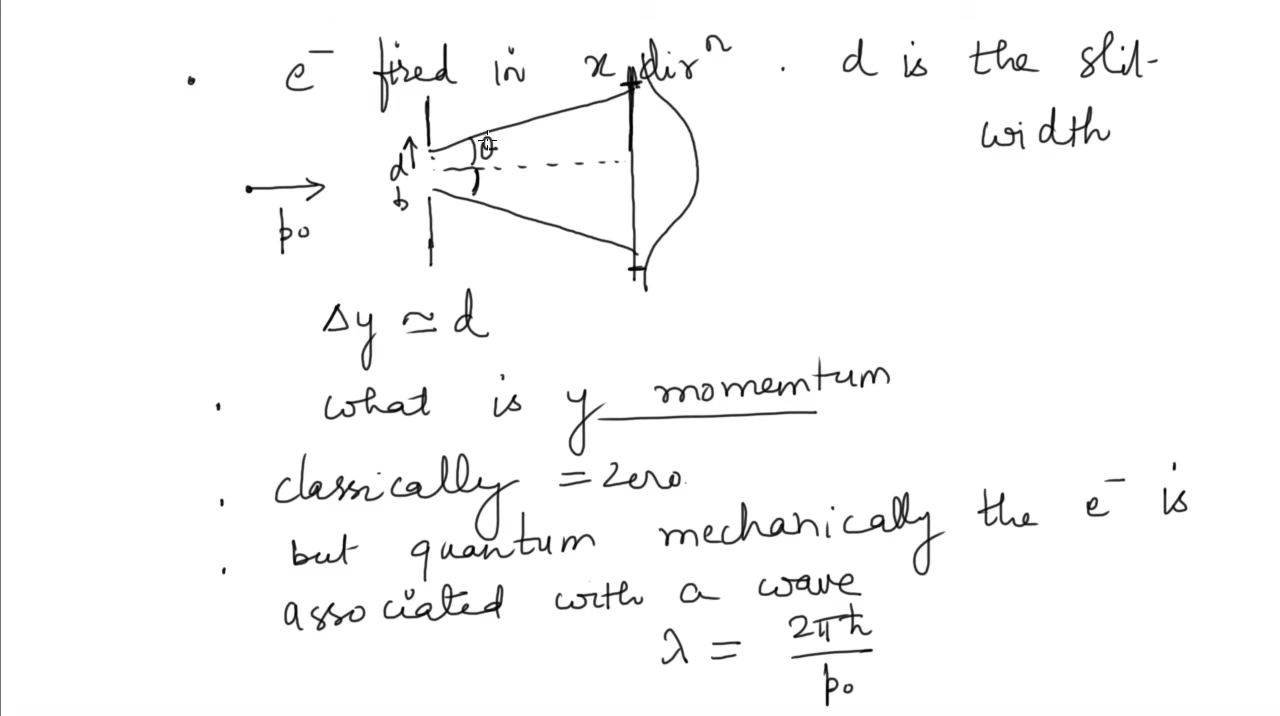 · e⁻ fired in x dirⁿ . d is the slit-
width
θ
d
b
p₀
Δy ≃ d
· what is y momemtum
· classically = zero.
· but quantum mechanically the e⁻ is
associated with a wave
λ = 2πħ / p₀